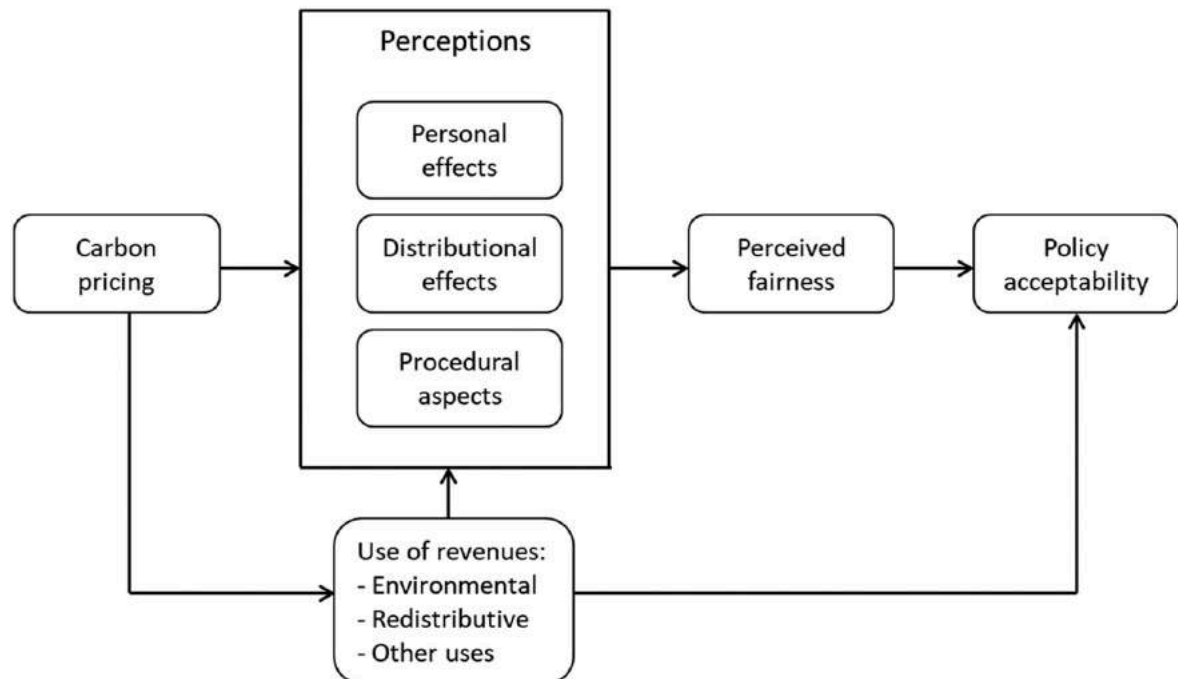 Perceptions
Personal
effects
Carbon
pricing
Distributional
effects
Perceived
fairness
Policy
acceptability
Procedural
aspects
Use of revenues:
- Environmental
- Redistributive
- Other uses